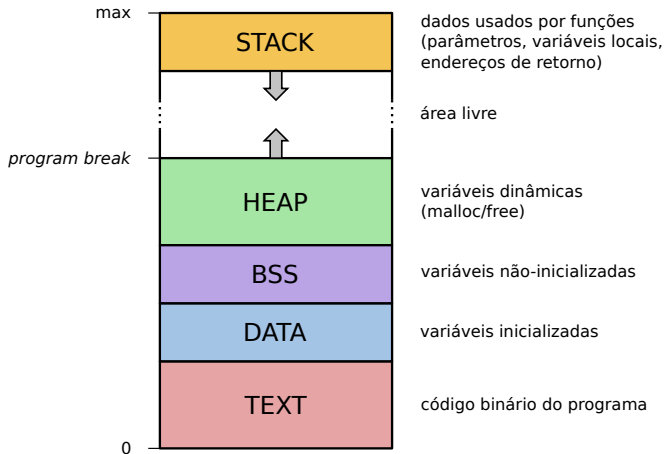 max
STACK
dados usados por funções
(parâmetros, variáveis locais,
endereços de retorno)
área livre
program break
HEAP
variáveis dinâmicas
(malloc/free)
BSS
variáveis não-inicializadas
DATA
variáveis inicializadas
TEXT
código binário do programa
0